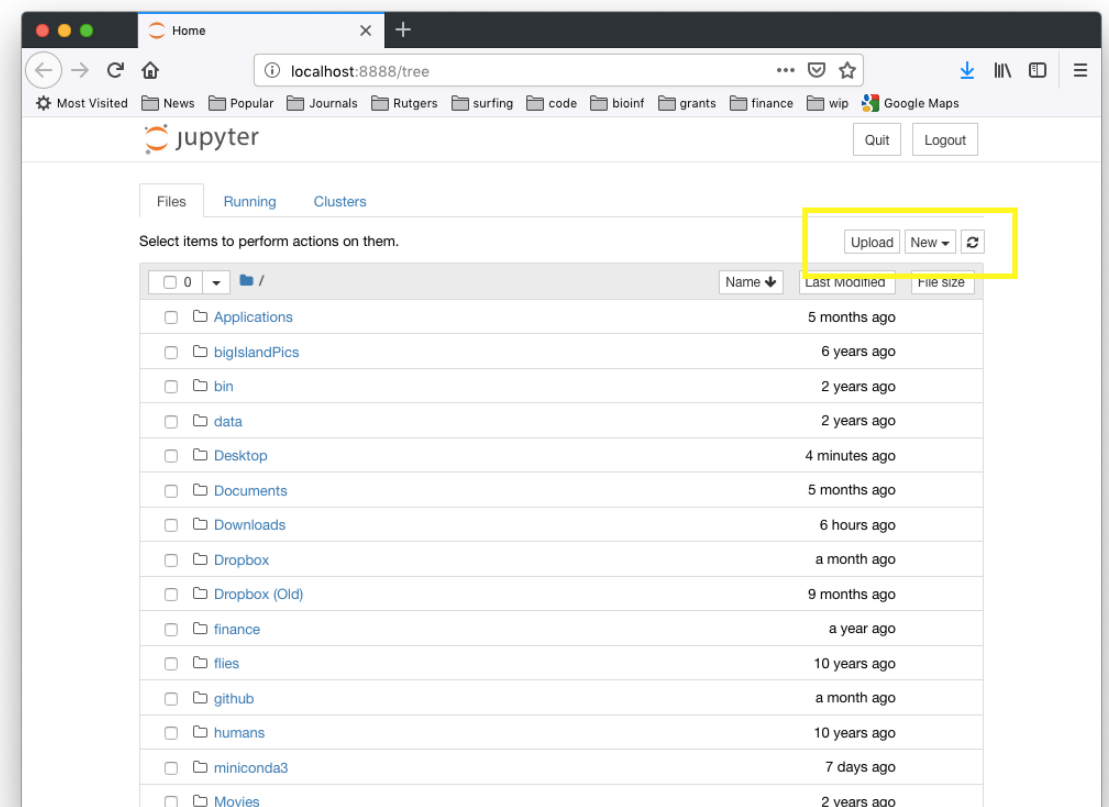 Home
localhost:8888/tree
Most Visited News Popular Journals Rutgers surfing code bioinf grants finance wip Google Maps
jupyter Quit Logout
Files Running Clusters
Select items to perform actions on them. Upload New
0 / Name Last Modified File size
Applications 5 months ago
bigIslandPics 6 years ago
bin 2 years ago
data 2 years ago
Desktop 4 minutes ago
Documents 5 months ago
Downloads 6 hours ago
Dropbox a month ago
Dropbox (Old) 9 months ago
finance a year ago
flies 10 years ago
github a month ago
humans 10 years ago
miniconda3 7 days ago
Movies 2 years ago